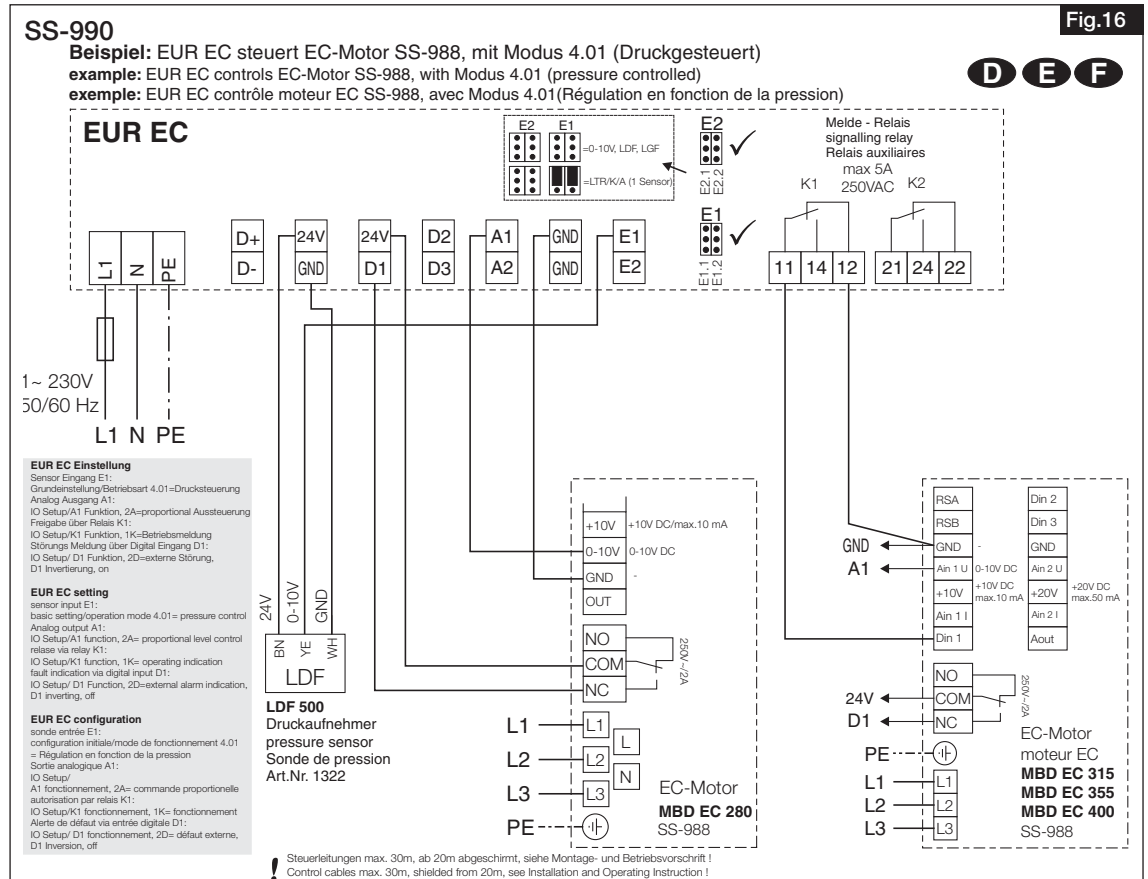 Fig.16
SS-990
Beispiel: EUR EC steuert EC-Motor SS-988, mit Modus 4.01 (Druckgesteuert)
example: EUR EC controls EC-Motor SS-988, with Modus 4.01 (pressure controlled)
exemple: EUR EC contrôle moteur EC SS-988, avec Modus 4.01(Régulation en fonction de la pression)
D E F
EUR EC
E2 E1
=0-10V, LDF, LGF
=LTR/K/A (1 Sensor)
E2
E2.1
E2.2
E1
E1.1
E1.2
Melde - Relais
signalling relay
Relais auxiliaires
max 5A
250VAC
K1 K2
L1 N PE
D+ 24V 24V D2 A1 GND E1
D- GND D1 D3 A2 GND E2
11 14 12 21 24 22
1~ 230V
50/60 Hz
L1 N PE
EUR EC Einstellung
Sensor Eingang E1:
Grundeinstellung/Betriebsart 4.01=Drucksteuerung
Analog Ausgang A1:
IO Setup/A1 Funktion, 2A=proportional Aussteuerung
Freigabe über Relais K1:
IO Setup/K1 Funktion, 1K=Betriebsmeldung
Störungs Meldung über Digital Eingang D1:
IO Setup/ D1 Funktion, 2D=externe Störung,
D1 Invertierung, on
EUR EC setting
sensor input E1:
basic setting/operation mode 4.01= pressure control
Analog output A1:
IO Setup/A1 function, 2A= proportional level control
relase via relay K1:
IO Setup/K1 function, 1K= operating indication
fault indication via digital input D1:
IO Setup/ D1 Function, 2D=external alarm indication,
D1 inverting, off
EUR EC configuration
sonde entrée E1:
configuration initiale/mode de fonctionnement 4.01
= Régulation en fonction de la pression
Sortie analogique A1:
IO Setup/
A1 fonctionnement, 2A= commande proportionelle
autorisation par relais K1:
IO Setup/K1 fonctionnement, 1K= fonctionnement
Alerte de défaut via entrée digitale D1:
IO Setup/ D1 fonctionnement, 2D= défaut externe,
D1 Inversion, off
24V
0-10V
GND
BN YE WH
LDF
LDF 500
Druckaufnehmer
pressure sensor
Sonde de pression
Art.Nr. 1322
+10V +10V DC/max.10 mA
0-10V 0-10V DC
GND -
OUT
NO
COM
NC
250V~/2A
L1 L1 L
L2 L2 N
L3 L3
PE
EC-Motor
MBD EC 280
SS-988
RSA Din 2
RSB Din 3
GND GND - GND
A1 Ain 1 U 0-10V DC Ain 2 U
+10V +10V DC max.10 mA +20V +20V DC max.50 mA
Ain 1 I Ain 2 I
Din 1 Aout
NO
24V COM
D1 NC
250V~/2A
PE
L1 L1
L2 L2
L3 L3
EC-Motor
moteur EC
MBD EC 315
MBD EC 355
MBD EC 400
SS-988
! Steuerleitungen max. 30m, ab 20m abgeschirmt, siehe Montage- und Betriebsvorschrift !
Control cables max. 30m, shielded from 20m, see Installation and Operating Instruction !